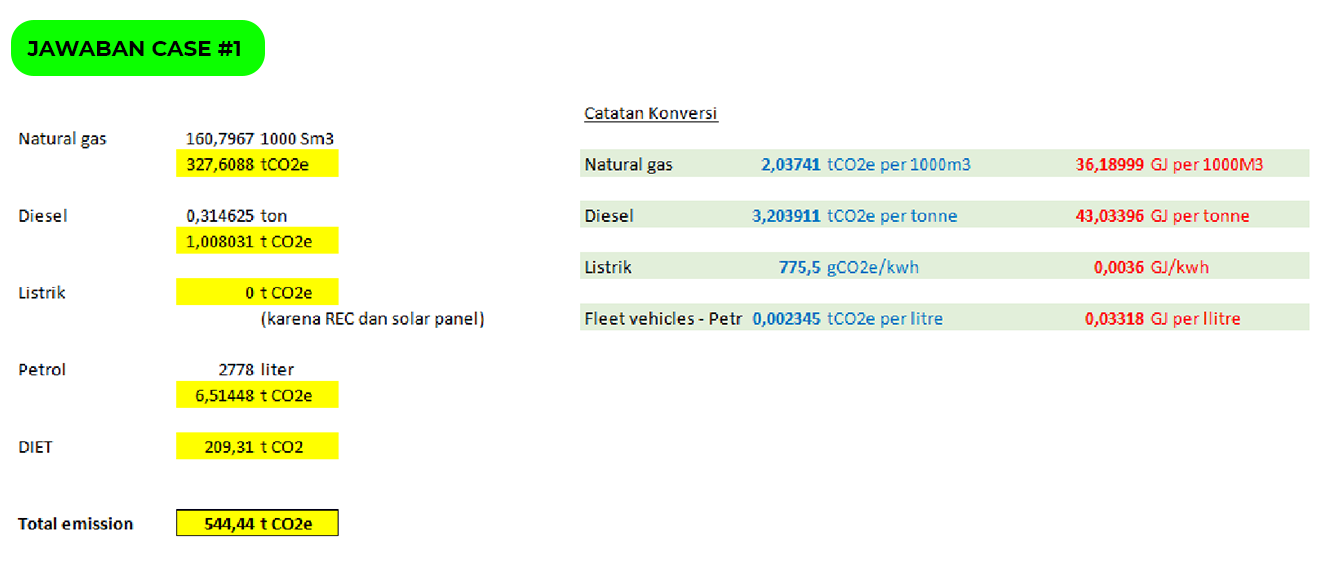 JAWABAN CASE #1
Catatan Konversi
Natural gas 160,7967 1000 Sm3
327,6088 tCO2e
Natural gas 2,03741 tCO2e per 1000m3 36,18999 GJ per 1000M3
Diesel 0,314625 ton
Diesel 3,203911 tCO2e per tonne 43,03396 GJ per tonne
1,008031 t CO2e
Listrik 775,5 gCO2e/kwh 0,0036 GJ/kwh
Listrik 0 t CO2e
(karena REC dan solar panel)
Fleet vehicles - Petr 0,002345 tCO2e per litre 0,03318 GJ per llitre
Petrol 2778 liter
6,51448 t CO2e
DIET 209,31 t CO2
Total emission 544,44 t CO2e